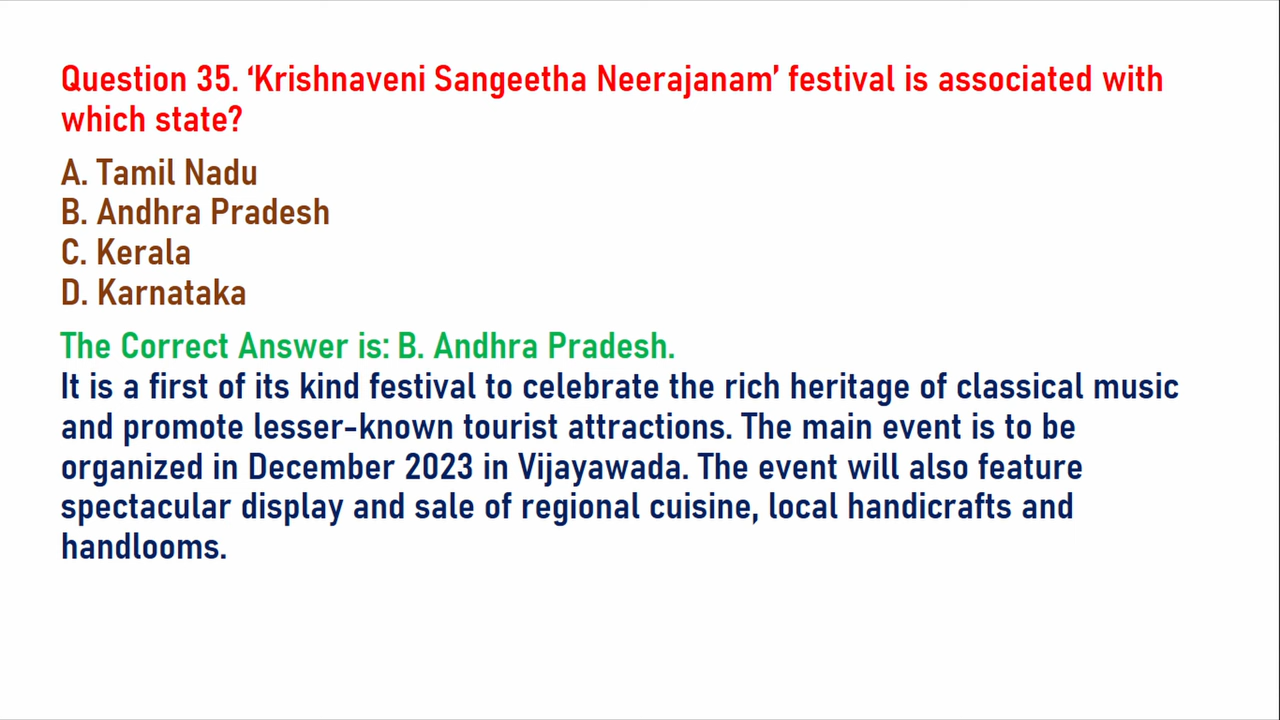 Question 35. ‘Krishnaveni Sangeetha Neerajanam’ festival is associated with
which state?
A. Tamil Nadu
B. Andhra Pradesh
C. Kerala
D. Karnataka
The Correct Answer is: B. Andhra Pradesh.
It is a first of its kind festival to celebrate the rich heritage of classical music
and promote lesser-known tourist attractions. The main event is to be
organized in December 2023 in Vijayawada. The event will also feature
spectacular display and sale of regional cuisine, local handicrafts and
handlooms.